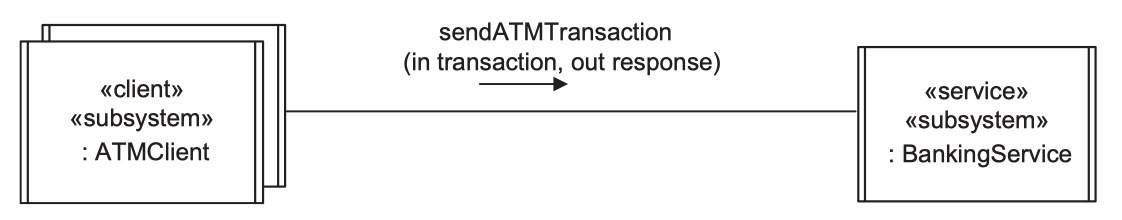 sendATMTransaction
(in transaction, out response)
«client»
«subsystem»
: ATMClient
«service»
«subsystem»
: BankingService